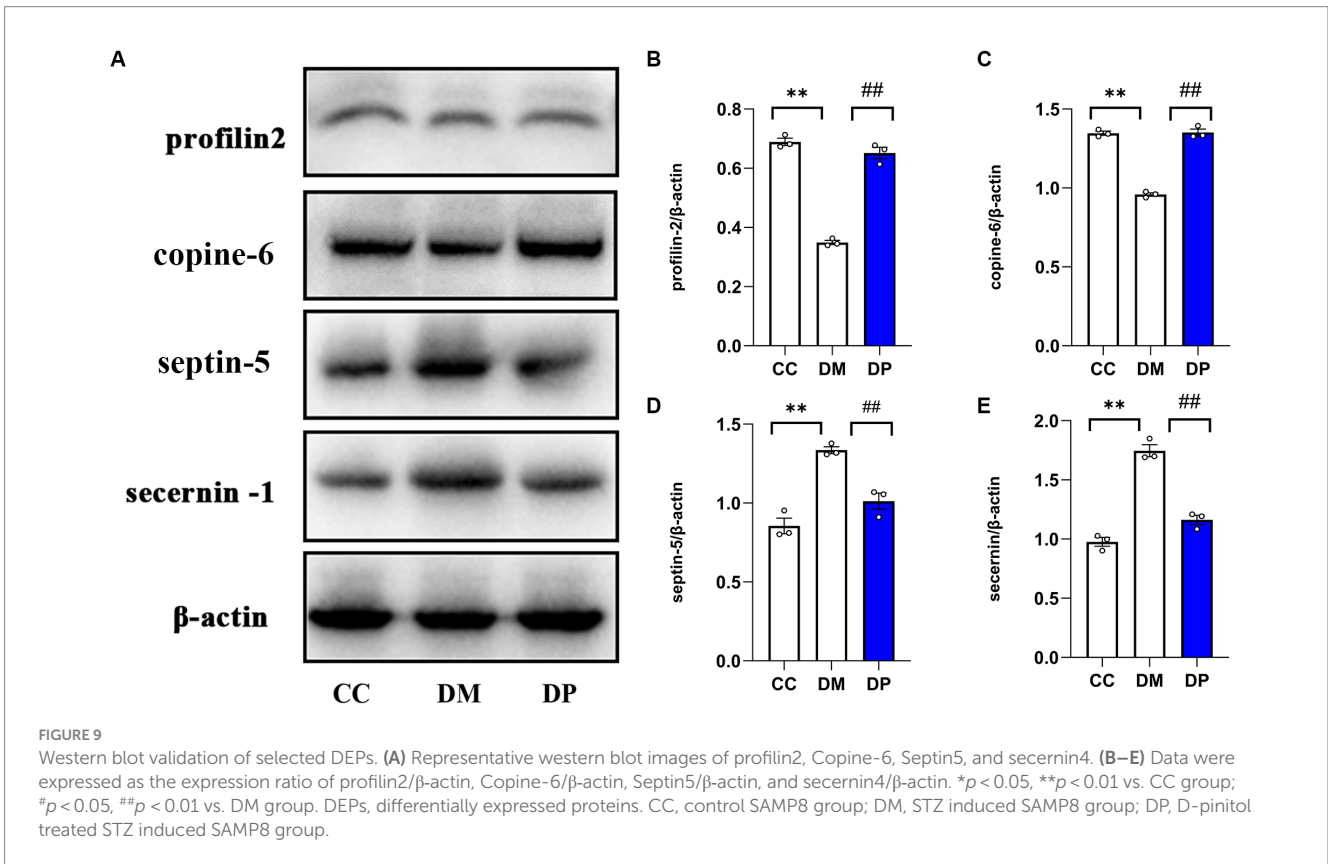 A
profilin2
copine-6
septin-5
secernin -1
β-actin
CC DM DP
B
profilin-2/β-actin
0.8
0.6
0.4
0.2
0.0
** ##
CC DM DP
C
copine-6/β-actin
1.5
1.0
0.5
0.0
** ##
CC DM DP
D
septin-5/β-actin
1.5
1.0
0.5
0.0
** ##
CC DM DP
E
secernin/β-actin
2.0
1.5
1.0
0.5
0.0
** ##
CC DM DP
FIGURE 9
Western blot validation of selected DEPs. (A) Representative western blot images of profilin2, Copine-6, Septin5, and secernin4. (B–E) Data were
expressed as the expression ratio of profilin2/β-actin, Copine-6/β-actin, Septin5/β-actin, and secernin4/β-actin. *p < 0.05, **p < 0.01 vs. CC group;
#p < 0.05, ##p < 0.01 vs. DM group. DEPs, differentially expressed proteins. CC, control SAMP8 group; DM, STZ induced SAMP8 group; DP, D-pinitol
treated STZ induced SAMP8 group.